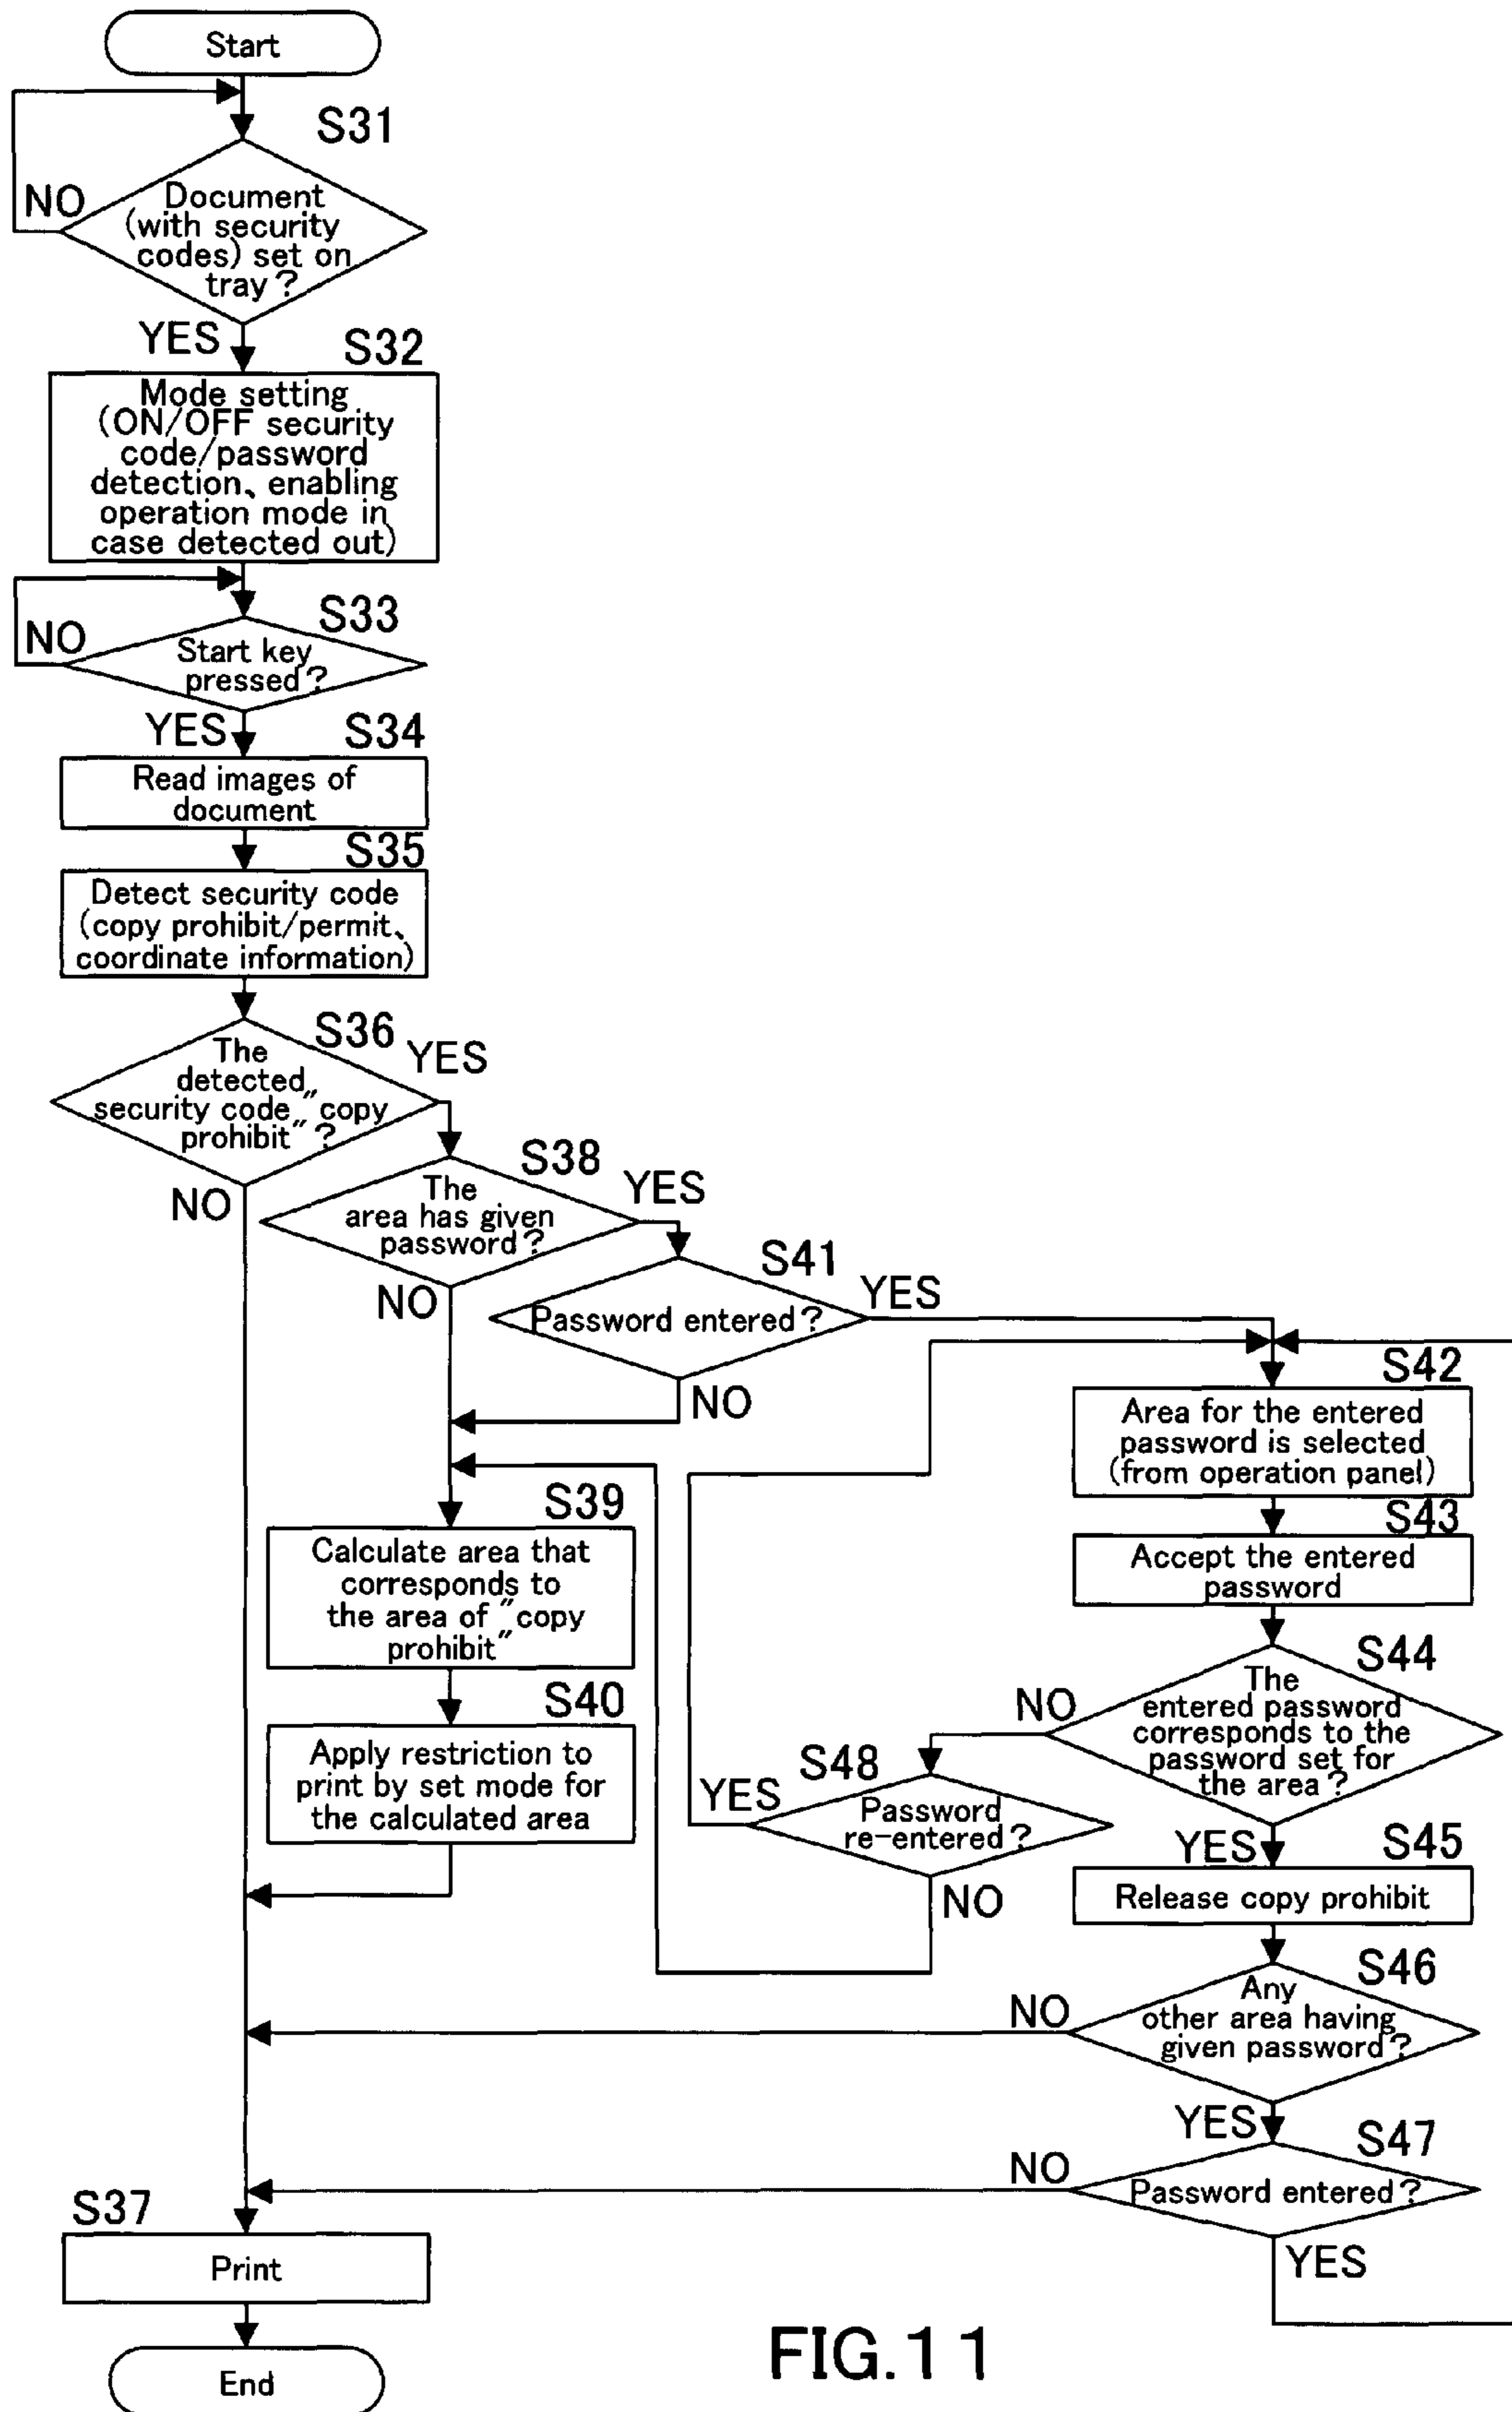 Start
S31
NO
Document
(with security
codes) set on
tray?
YES
S32
Mode setting
(ON/OFF security
code/password
detection、enabling
operation mode in
case detected out)
S33
NO
Start key
pressed?
YES
S34
Read images of
document
S35
Detect security code
(copy prohibit/permit、
coordinate information)
S36
YES
The
detected
security code "copy
prohibit"?
NO
S38
YES
The
area has given
password?
NO
S41
YES
Password entered?
NO
S42
Area for the entered
password is selected
(from operation panel)
S39
Calculate area that
corresponds to
the area of "copy
prohibit"
S43
Accept the entered
password
S44
NO
The
entered password
corresponds to the
password set for
the area?
YES
S40
Apply restriction to
print by set mode for
the calculated area
S48
YES
Password
re-entered?
NO
S45
Release copy prohibit
S46
NO
Any
other area having
given password?
YES
S47
NO
Password entered?
YES
S37
Print
End
FIG.11